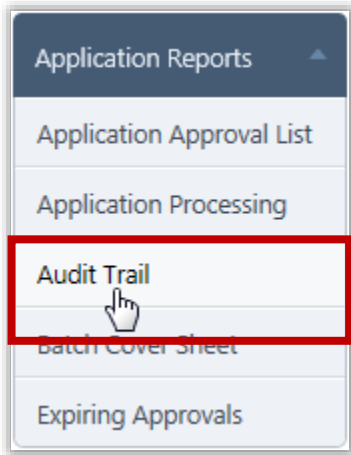 Application Reports
Application Approval List
Application Processing
Audit Trail
Batch Cover Sheet
Expiring Approvals